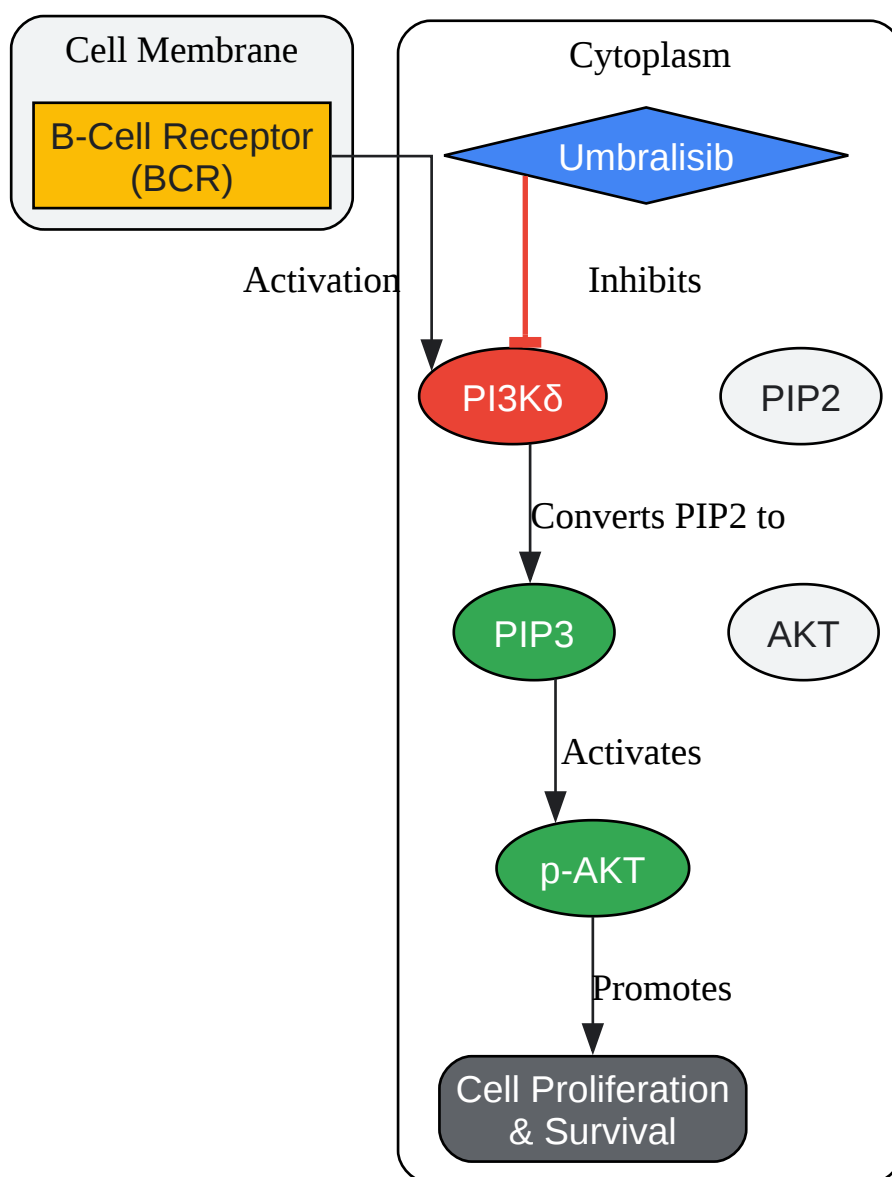 Cell Membrane
B-Cell Receptor
(BCR)
Cytoplasm
Umbralisib
Activation
Inhibits
PI3Kδ
PIP2
Converts PIP2 to
PIP3
AKT
Activates
p-AKT
Promotes
Cell Proliferation
& Survival